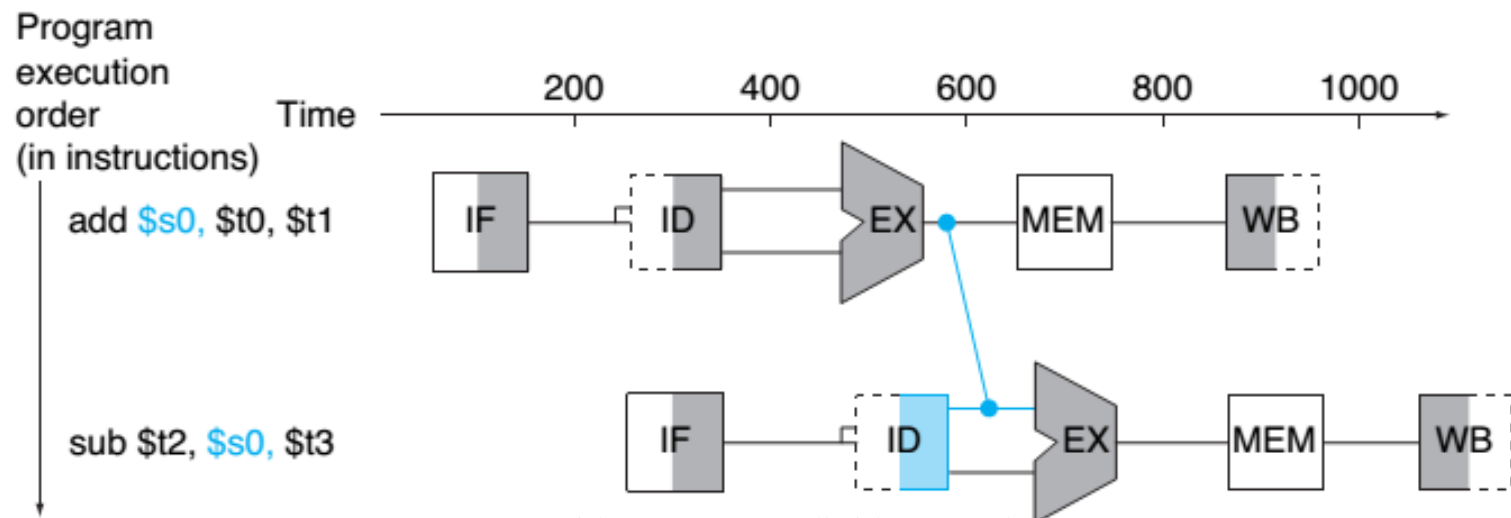 Program
execution
order
(in instructions)
Time
200 400 600 800 1000
add $s0, $t0, $t1
IF ID EX MEM WB
sub $t2, $s0, $t3
IF ID EX MEM WB